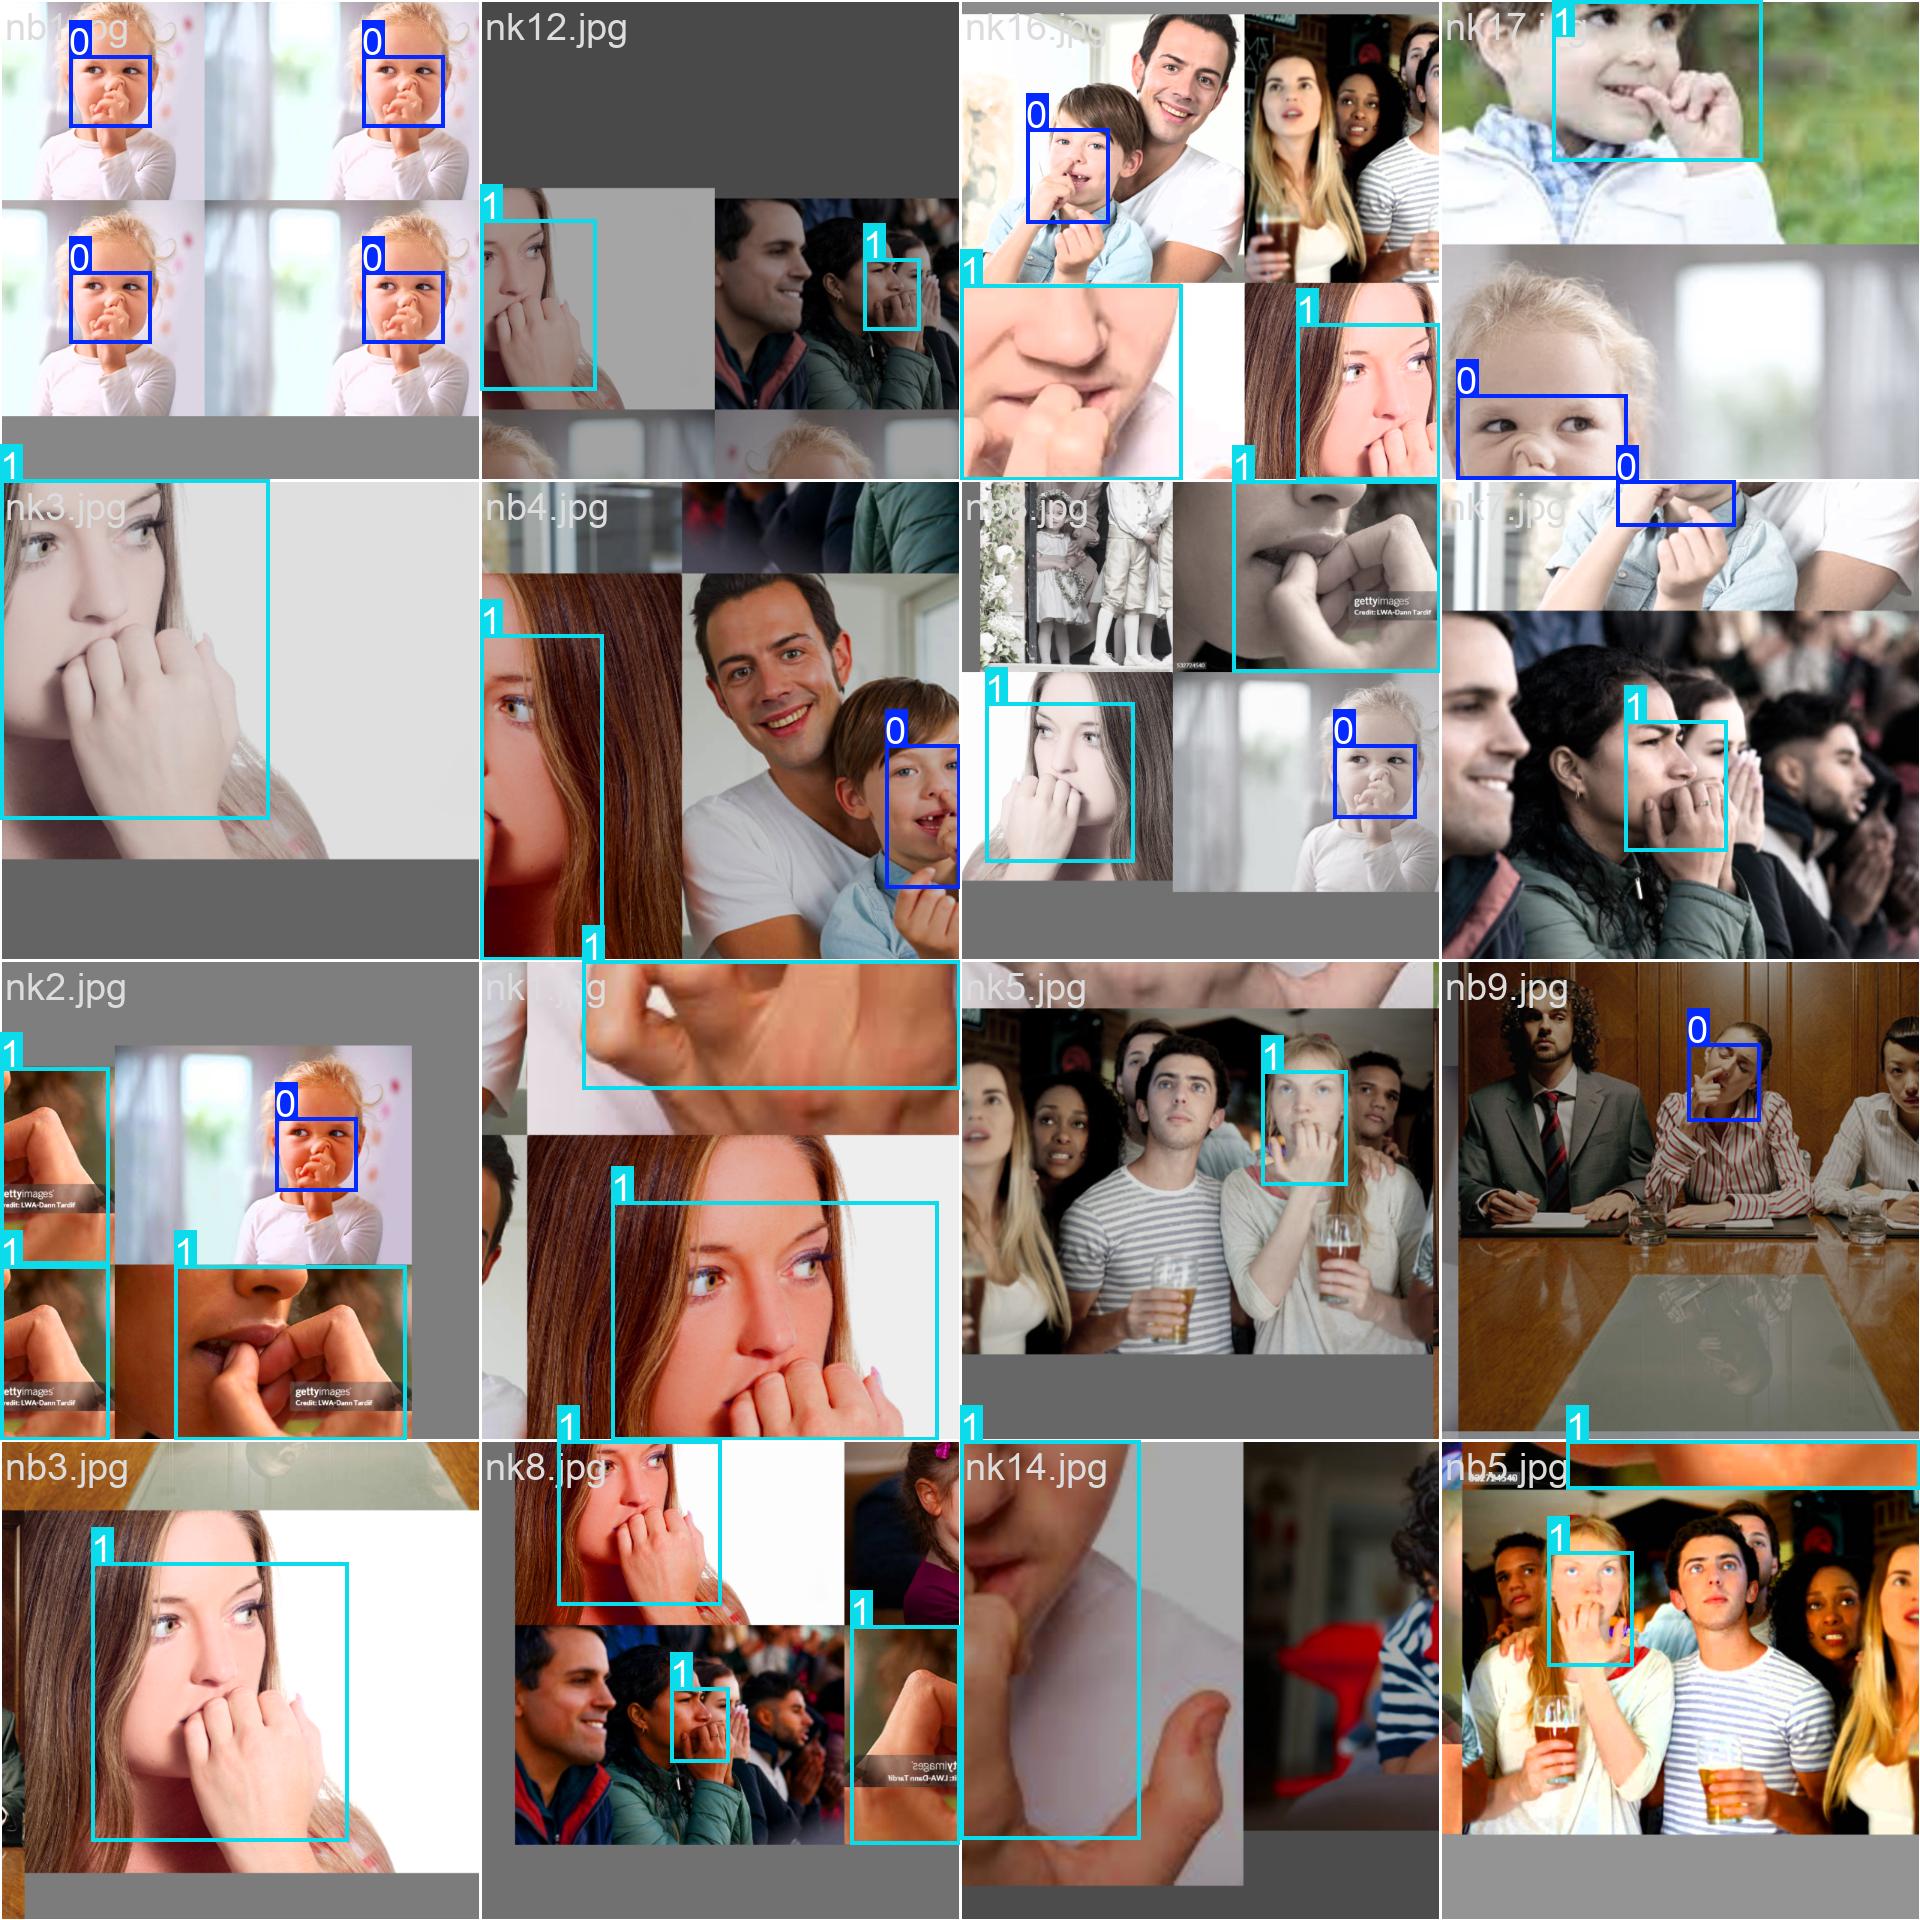 nb1.jpg
0
0
0
0
nk12.jpg
1
1
nk16.jpg
0
1
1
nk17.jpg
1
0
nk3.jpg
1
nb4.jpg
1
0
1
gettyimages
Credit: LWA-Dann Tardif
532724540
1
0
nk7.jpg
0
1
nk2.jpg
1
0
gettyimages
Credit: LWA-Dann Tardif
1
1
gettyimages
Credit: LWA-Dann Tardif
gettyimages
Credit: LWA-Dann Tardif
1
1
nk5.jpg
1
nb9.jpg
0
nb3.jpg
1
nk8.jpg
1
1
1
gettyimages
Credit: LWA-Dann Tardif
nk14.jpg
1
nb5.jpg
1
532724540
1